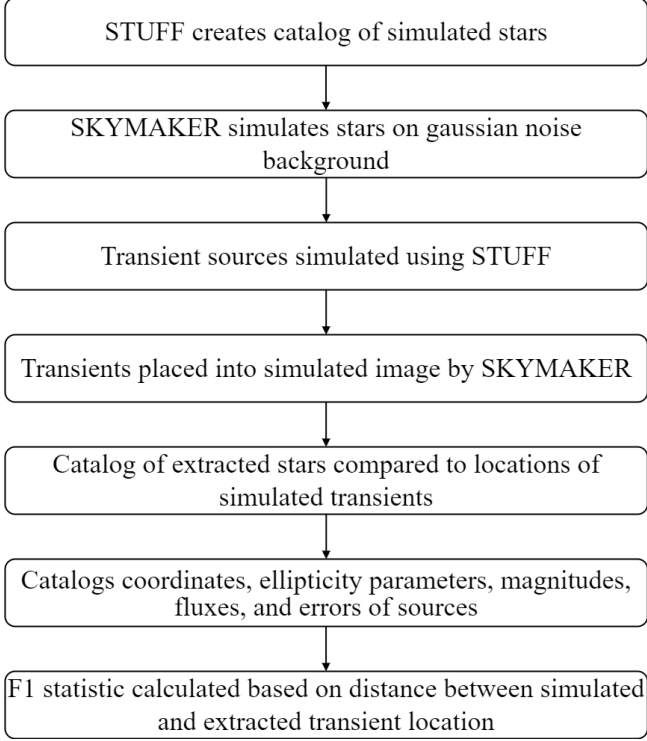 STUFF creates catalog of simulated stars
SKYMAKER simulates stars on gaussian noise
background
Transient sources simulated using STUFF
Transients placed into simulated image by SKYMAKER
Catalog of extracted stars compared to locations of
simulated transients
Catalogs coordinates, ellipticity parameters, magnitudes,
fluxes, and errors of sources
F1 statistic calculated based on distance between simulated
and extracted transient location